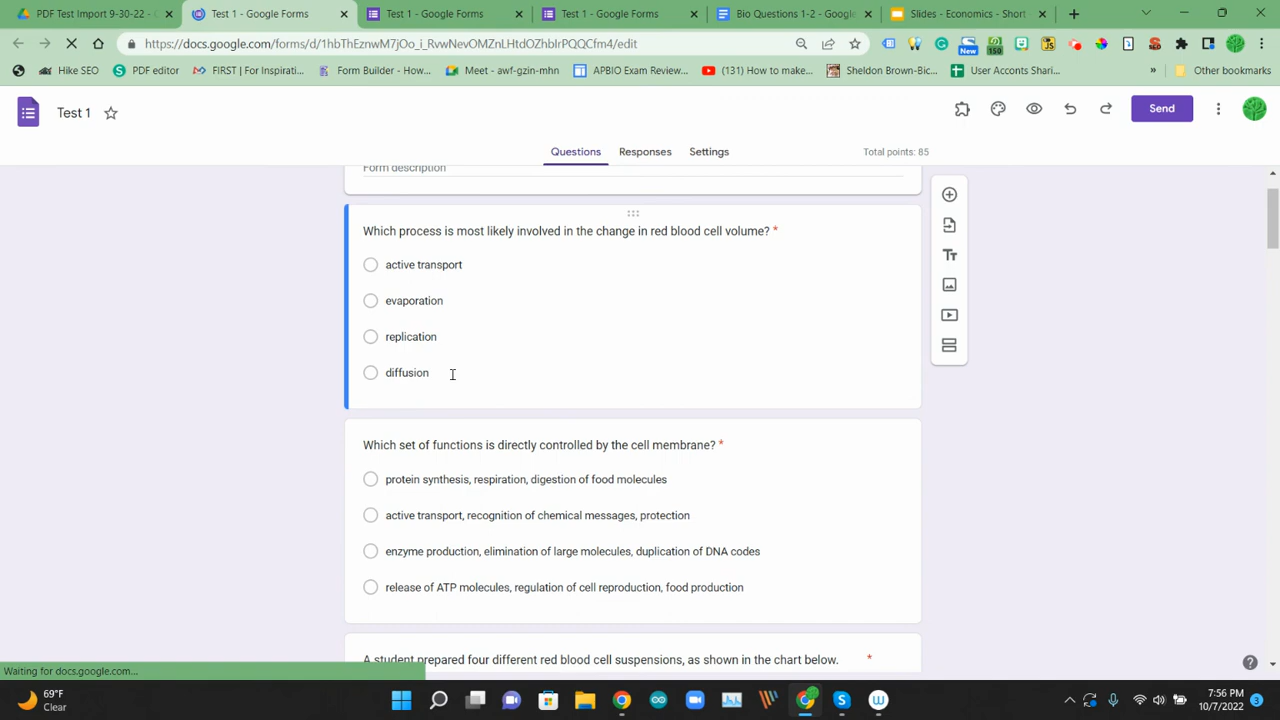 PDF Test Import 9-30-22 -
Test 1 - Google Forms
Test 1 - Google Forms
Test 1 - Google Forms
Bio Questions 1-2 - Google
Slides - Economics - Short
https://docs.google.com/forms/d/1hbThEznwM7jOo_i_RvwNevOMZnLHtdOZhbIrPQQCfm4/edit
New
150
Hike SEO
PDF editor
FIRST | For Inspirati...
Form Builder - How...
Meet - awf-gzin-mhn
APBIO Exam Review...
(131) How to make...
Sheldon Brown-Bic...
User Acconts Shari...
»
Other bookmarks
Test 1
Send
Questions
Responses
Settings
Total points: 85
Form description
Which process is most likely involved in the change in red blood cell volume? *
active transport
evaporation
replication
diffusion
Which set of functions is directly controlled by the cell membrane? *
protein synthesis, respiration, digestion of food molecules
active transport, recognition of chemical messages, protection
enzyme production, elimination of large molecules, duplication of DNA codes
release of ATP molecules, regulation of cell reproduction, food production
A student prepared four different red blood cell suspensions, as shown in the chart below. *
Waiting for docs.google.com...
69°F
Clear
7:56 PM
10/7/2022
3